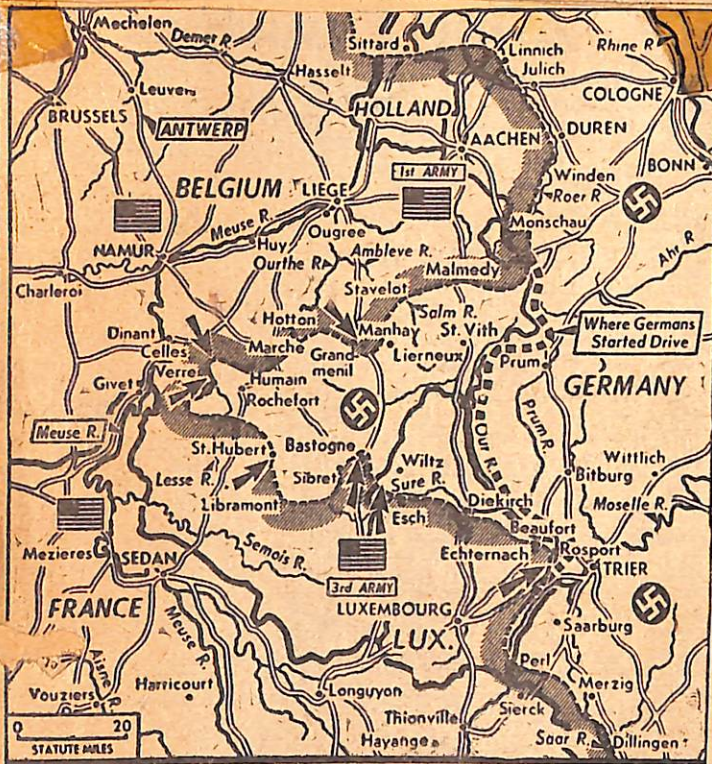 Mechelen
Demer R.
Sittard
Linnich
Rhine R
Julich
Hasselt
COLOGNE
Leuven
HOLLAND
BRUSSELS
ANTWERP
AACHEN
DUREN
1st ARMY
BONN
Winden
BELGIUM
LIEGE
Roer R
Ougree
Monschau
Meuse R.
Huy
NAMUR
Ambleve R.
Ahr R
Ourthe R
Malmedy
Charleroi
Stavelot
Salm R.
Hotton
Where Germans
Started Drive
Dinant
Manhay
St. Vith
Celles
Marche
Grand-
menil
Lierneux
Prum
Verre
Givet
Humain
GERMANY
Rochefort
Meuse R.
Our R
Prum R.
St. Hubert
Bastogne
Wittlich
Wiltz
Lesse R.
Sibret
Sure R.
Bitburg
Libramont
Diekirch
Moselle R.
Esch
Beaufort
Semois R.
Mezieres
Echternach
Rosport
SEDAN
TRIER
3rd ARMY
FRANCE
LUXEMBOURG
Saarburg
LUX.
Meuse R.
Aisne R.
Perl
Harricourt
Merzig
Vouziers
Longuyon
Sierck
Thionville
0 20
STATUTE MILES
Hayange
Saar R.
Dillingen